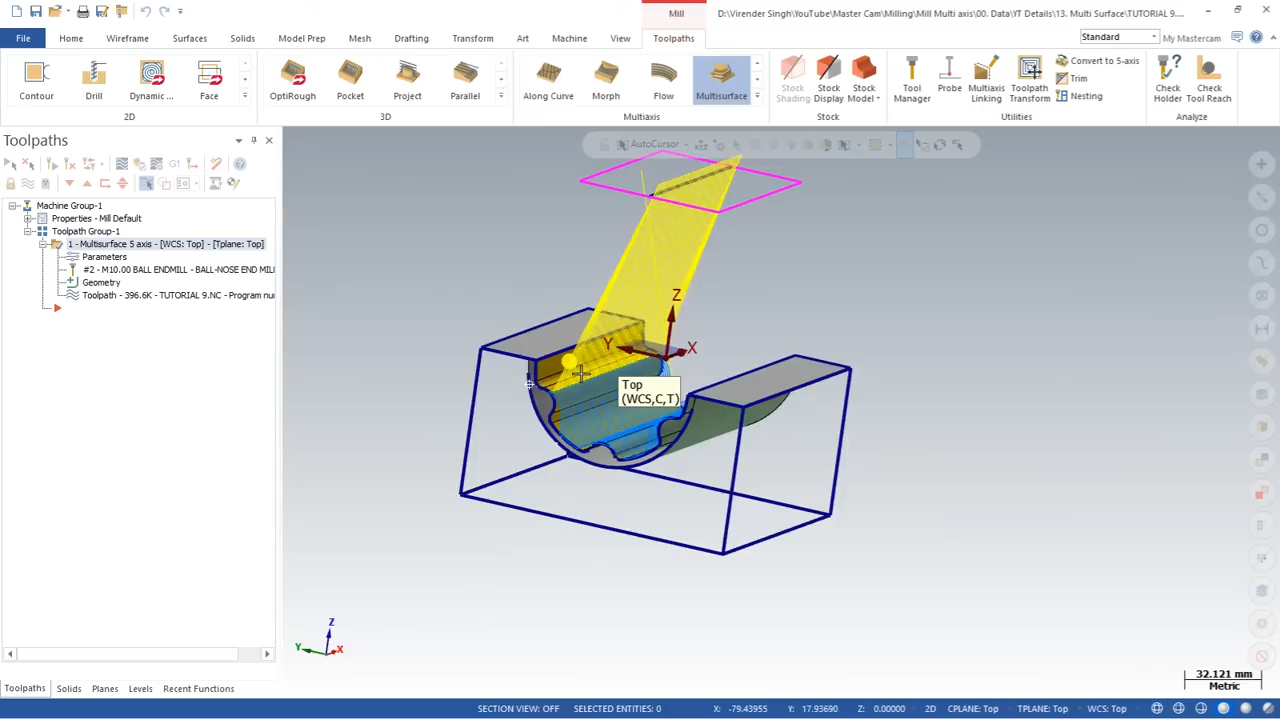 Mill
D:\Virender Singh\YouTube\Master Cam\Milling\Mill Multi axis\00. Data\YT Details\13. Multi Surface\TUTORIAL 9....
File
Home
Wireframe
Surfaces
Solids
Model Prep
Mesh
Drafting
Transform
Art
Machine
View
Toolpaths
Standard
My Mastercam
Contour
Drill
Dynamic ...
Face
2D
OptiRough
Pocket
Project
Parallel
3D
Along Curve
Morph
Flow
Multisurface
Multiaxis
Stock Shading
Stock Display
Stock Model
Stock
Tool Manager
Probe
Multiaxis Linking
Toolpath Transform
Convert to 5-axis
Trim
Nesting
Utilities
Check Holder
Check Tool Reach
Analyze
Toolpaths
AutoCursor
G1
Machine Group-1
Properties - Mill Default
Toolpath Group-1
1 - Multisurface 5 axis - [WCS: Top] - [Tplane: Top]
Parameters
#2 - M10.00 BALL ENDMILL - BALL-NOSE END MIL
Geometry
Toolpath - 396.6K - TUTORIAL 9.NC - Program nu
Z
Y
X
Top
(WCS,C,T)
Z
Y
X
32.121 mm
Metric
Toolpaths
Solids
Planes
Levels
Recent Functions
SECTION VIEW: OFF
SELECTED ENTITIES: 0
X: -79.43955
Y: 17.93690
Z: 0.00000
2D
CPLANE: Top
TPLANE: Top
WCS: Top